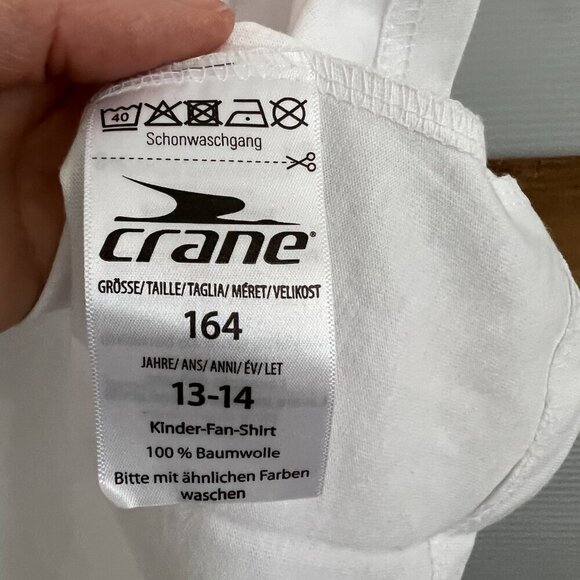 40
Schonwaschgang
crane®
GRÖSSE/TAILLE/TAGLIA/MÉRET/VELIKOST
164
JAHRE/ANS/ANNI/ÉV/LET
13-14
Kinder-Fan-Shirt
100 % Baumwolle
Bitte mit ähnlichen Farben
waschen